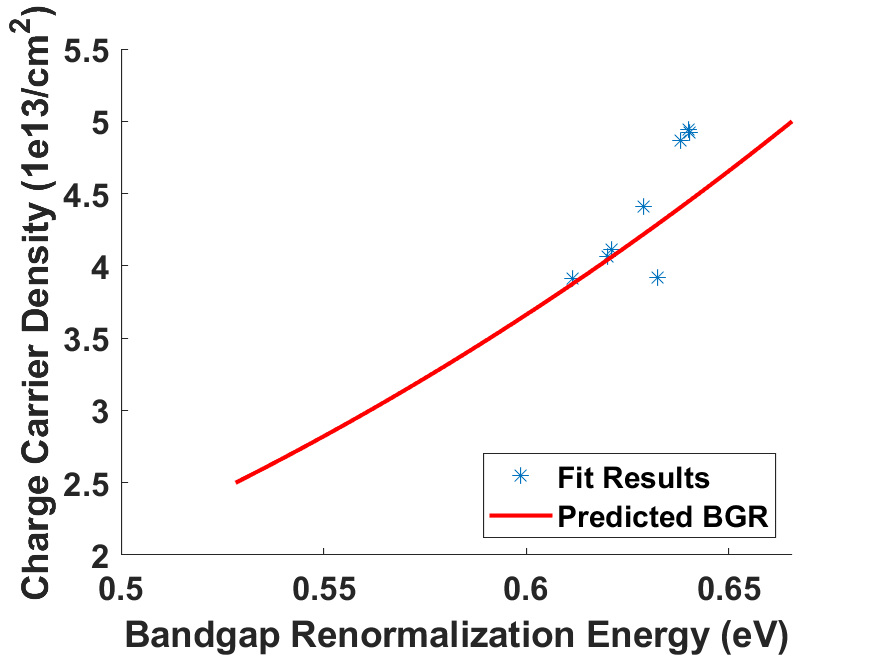 Charge Carrier Density (1e13/cm²)
5.5
5
4.5
4
3.5
3
2.5
2
0.5 0.55 0.6 0.65
Bandgap Renormalization Energy (eV)
Fit Results
Predicted BGR